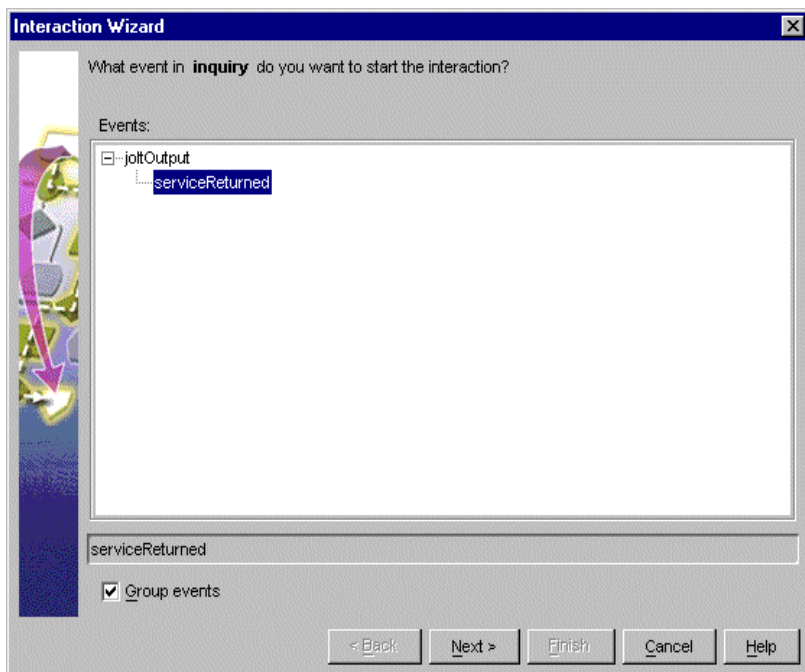 Interaction Wizard
What event in inquiry do you want to start the interaction?
Events:
joltOutput
serviceReturned
serviceReturned
Group events
< Back Next > Finish Cancel Help